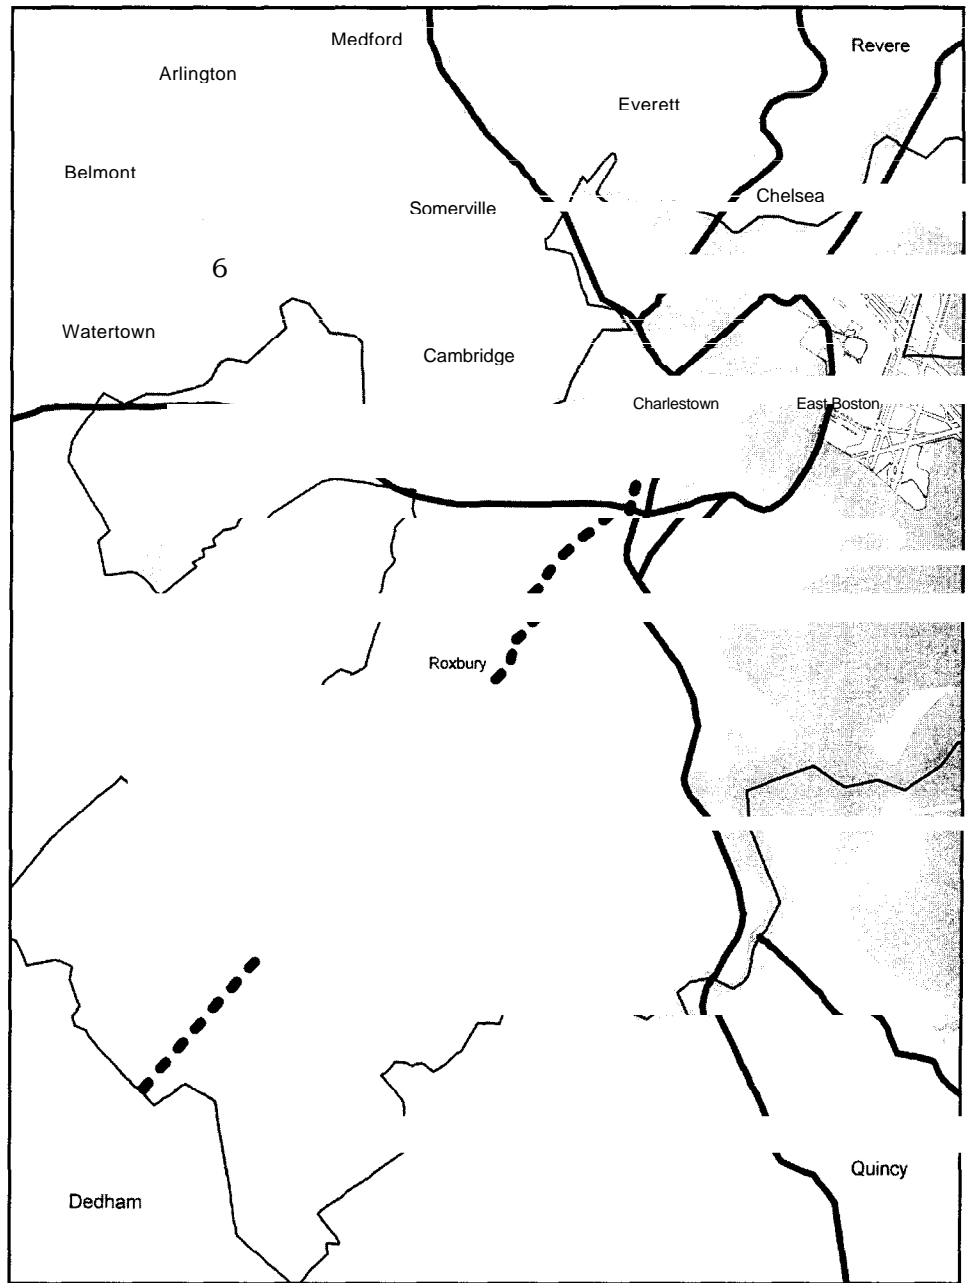 Medford
Revere
Arlington
Everett
Belmont
Chelsea
Somerville
6
Watertown
Cambridge
Charlestown
East Boston
Roxbury
Quincy
Dedham